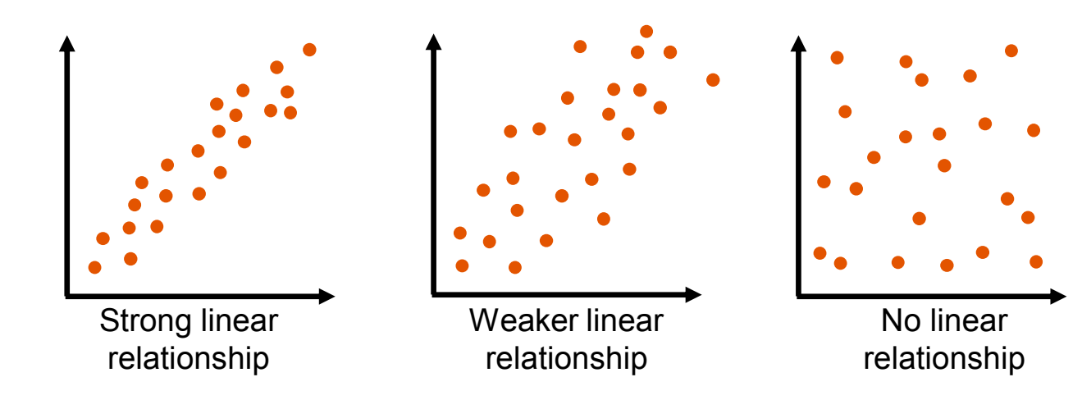 Strong linear
relationship
Weaker linear
relationship
No linear
relationship